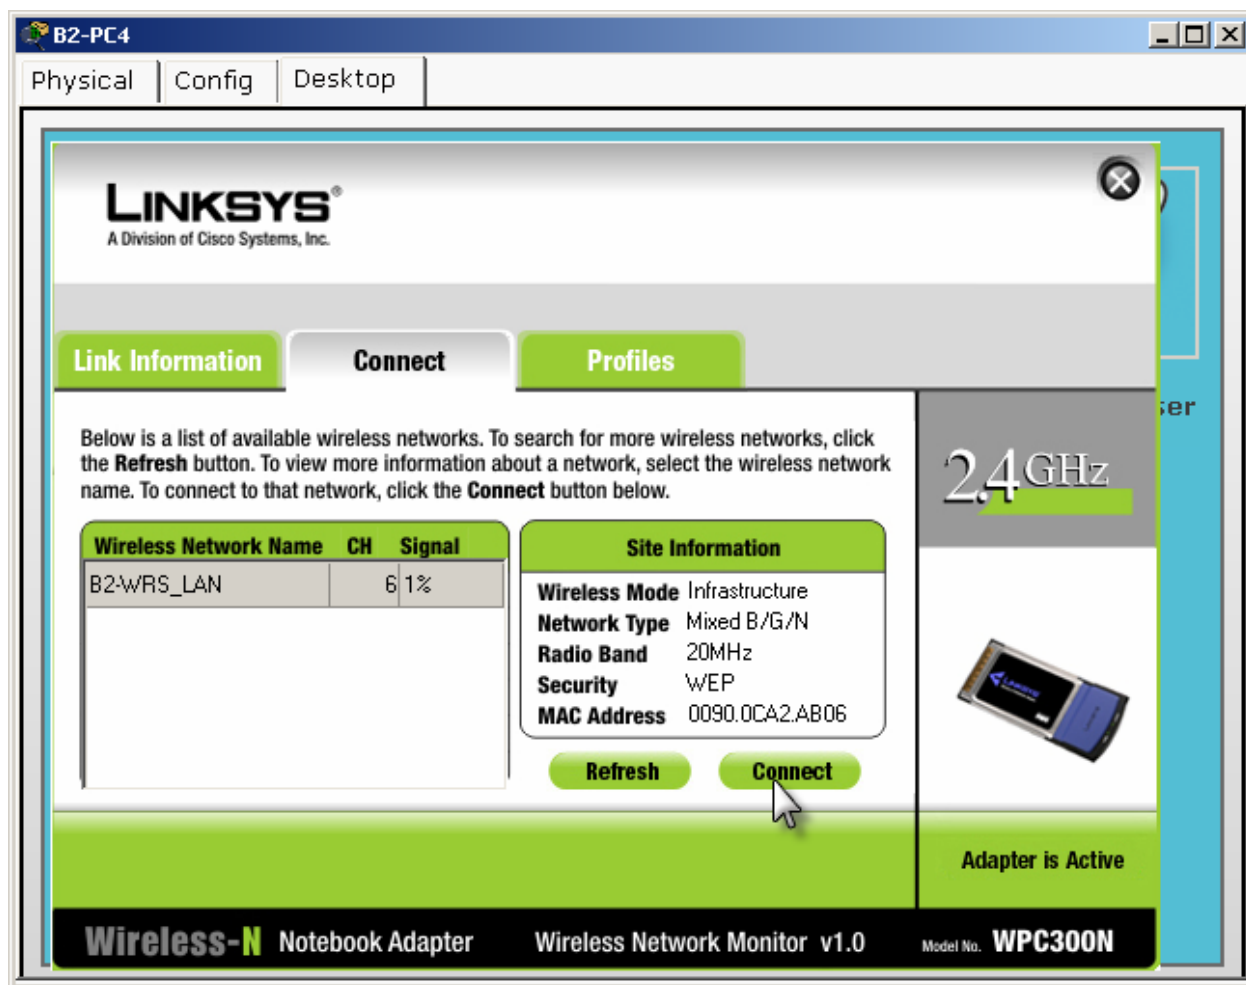 B2-PC4
Physical Config Desktop
LINKSYS®
A Division of Cisco Systems, Inc.
Link Information Connect Profiles
ser
Below is a list of available wireless networks. To search for more wireless networks, click
the Refresh button. To view more information about a network, select the wireless network
name. To connect to that network, click the Connect button below.
2.4GHz
Wireless Network Name CH Signal
B2-WRS_LAN 6 1%
Site Information
Wireless Mode Infrastructure
Network Type Mixed B/G/N
Radio Band 20MHz
Security WEP
MAC Address 0090.0CA2.AB06
Refresh Connect
Adapter is Active
Wireless-N Notebook Adapter Wireless Network Monitor v1.0 Model No. WPC300N